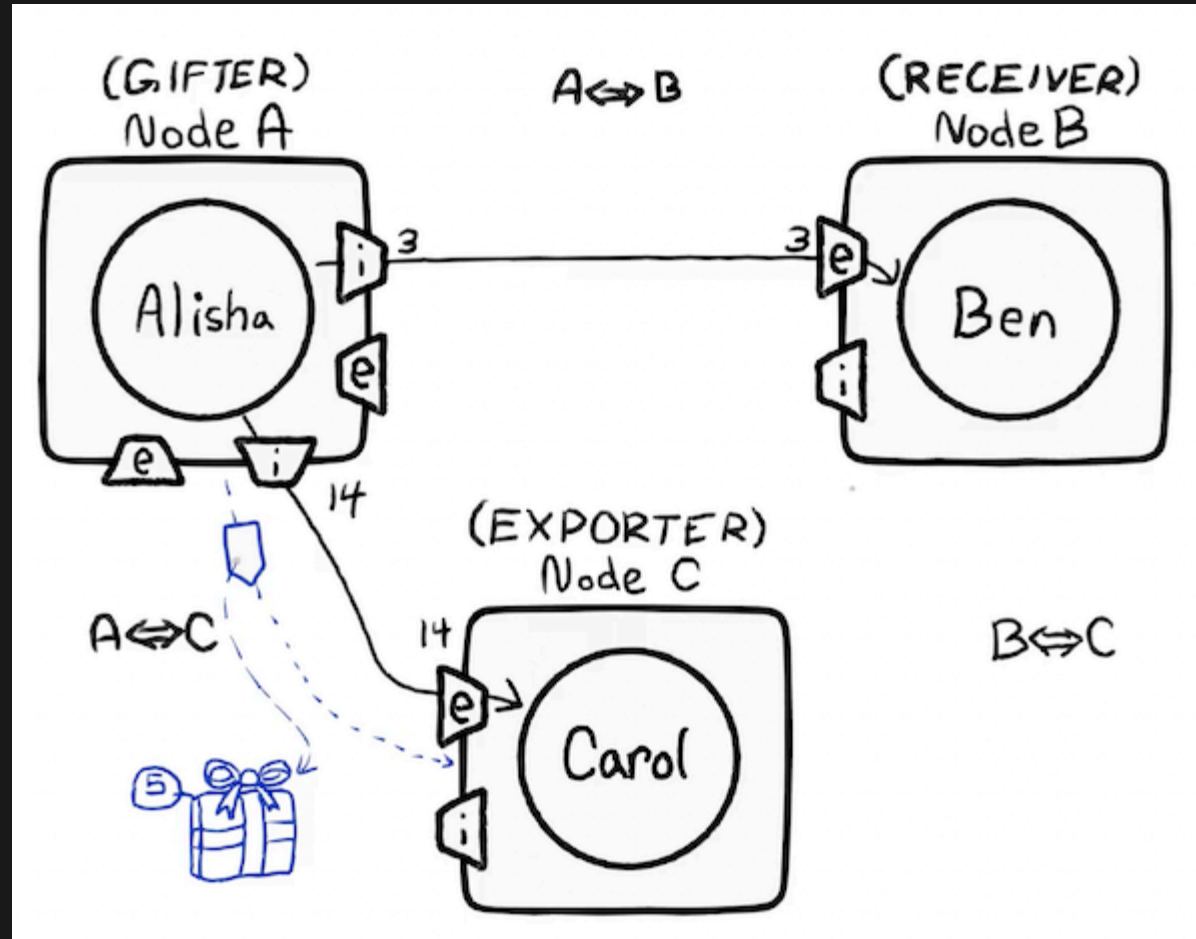 (GIFTER)
Node A
A⇔B
(RECEIVER)
Node B
i
3
3
e
Alisha
Ben
e
i
e
i
14
(EXPORTER)
Node C
A⇔C
14
B⇔C
e
Carol
5
i